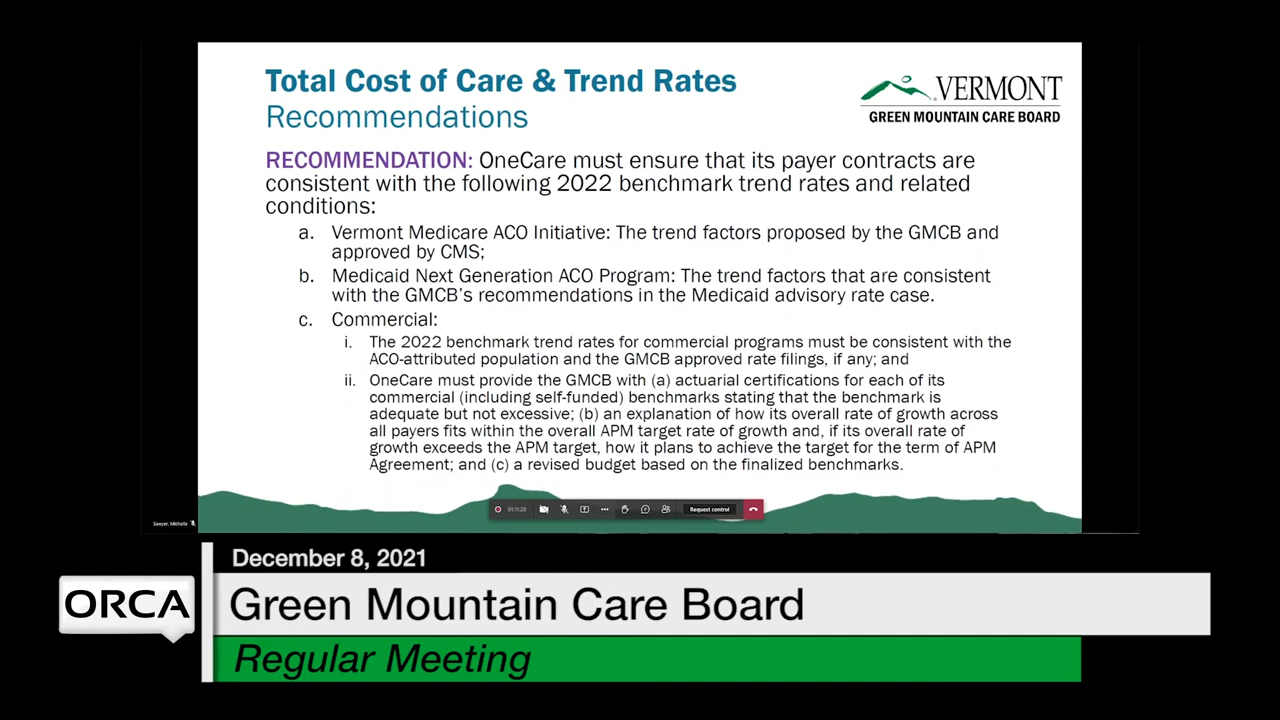 Total Cost of Care & Trend Rates
Recommendations
VERMONT
GREEN MOUNTAIN CARE BOARD
RECOMMENDATION: OneCare must ensure that its payer contracts are
consistent with the following 2022 benchmark trend rates and related
conditions:
a. Vermont Medicare ACO Initiative: The trend factors proposed by the GMCB and
approved by CMS;
b. Medicaid Next Generation ACO Program: The trend factors that are consistent
with the GMCB's recommendations in the Medicaid advisory rate case.
c. Commercial:
i. The 2022 benchmark trend rates for commercial programs must be consistent with the
ACO-attributed population and the GMCB approved rate filings, if any; and
ii. OneCare must provide the GMCB with (a) actuarial certifications for each of its
commercial (including self-funded) benchmarks stating that the benchmark is
adequate but not excessive; (b) an explanation of how its overall rate of growth across
all payers fits within the overall APM target rate of growth and, if its overall rate of
growth exceeds the APM target, how it plans to achieve the target for the term of APM
Agreement; and (c) a revised budget based on the finalized benchmarks.
01:11:28
Request control
Sawyer, Michelle
December 8, 2021
ORCA
Green Mountain Care Board
Regular Meeting